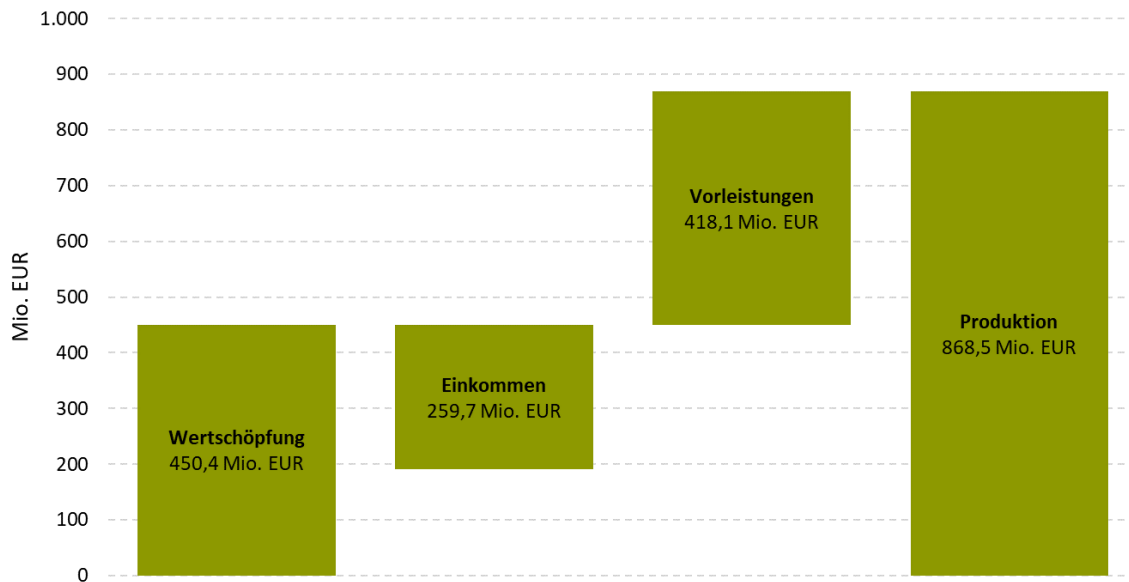 1.000
900
800
700
600
500
400
300
200
100
0
Mio. EUR
Wertschöpfung
450,4 Mio. EUR
Einkommen
259,7 Mio. EUR
Vorleistungen
418,1 Mio. EUR
Produktion
868,5 Mio. EUR